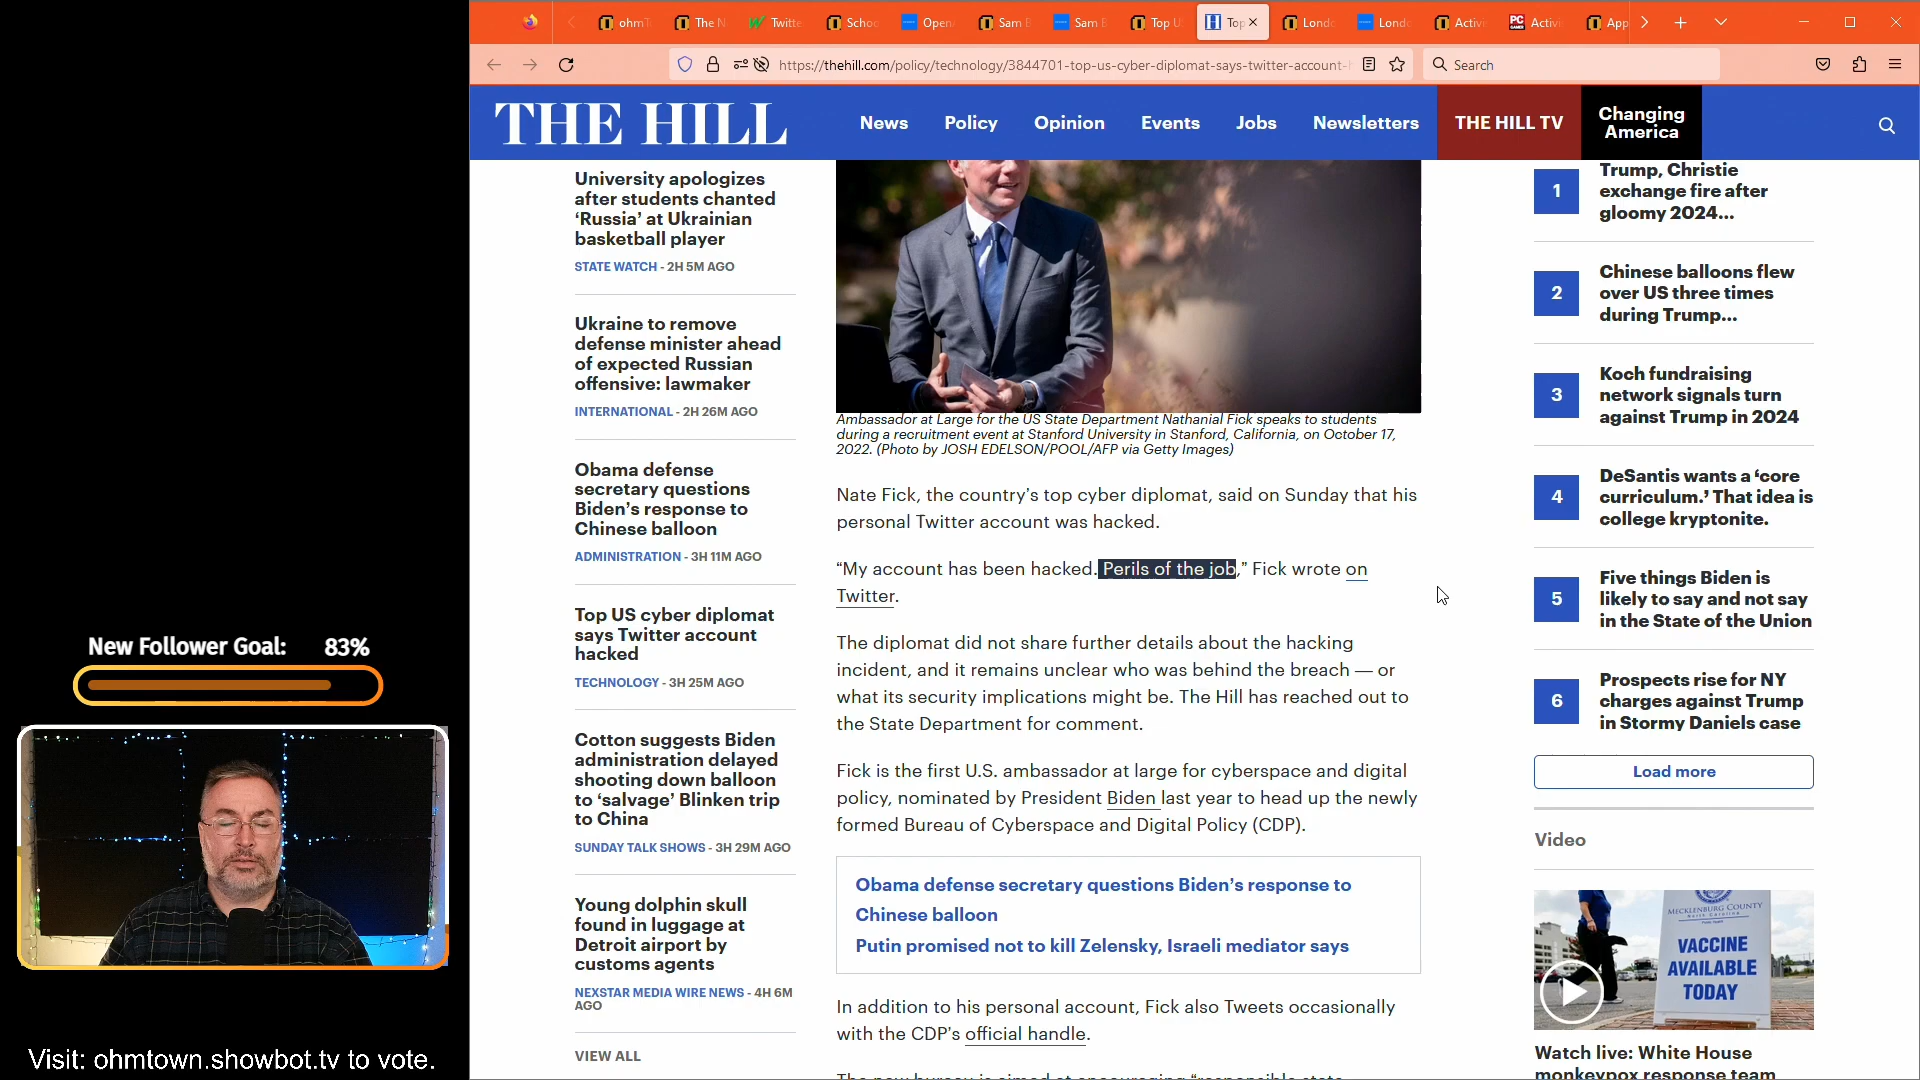 ohmT
The N
Twitte
Schoo
Open
Sam B
Sam B
Top U
Top
Londo
Londo
Activi
Activi
App
https://thehill.com/policy/technology/3844701-top-us-cyber-diplomat-says-twitter-account-h
Search
THE HILL
News
Policy
Opinion
Events
Jobs
Newsletters
THE HILL TV
Changing
America
University apologizes
after students chanted
‘Russia’ at Ukrainian
basketball player
STATE WATCH - 2H 5M AGO
Ukraine to remove
defense minister ahead
of expected Russian
offensive: lawmaker
INTERNATIONAL - 2H 26M AGO
Obama defense
secretary questions
Biden’s response to
Chinese balloon
ADMINISTRATION - 3H 11M AGO
Top US cyber diplomat
says Twitter account
hacked
TECHNOLOGY - 3H 25M AGO
Cotton suggests Biden
administration delayed
shooting down balloon
to ‘salvage’ Blinken trip
to China
SUNDAY TALK SHOWS - 3H 29M AGO
Young dolphin skull
found in luggage at
Detroit airport by
customs agents
NEXSTAR MEDIA WIRE NEWS - 4H 6M
AGO
VIEW ALL
Ambassador at Large for the US State Department Nathanial Fick speaks to students
during a recruitment event at Stanford University in Stanford, California, on October 17,
2022. (Photo by JOSH EDELSON/POOL/AFP via Getty Images)
Nate Fick, the country’s top cyber diplomat, said on Sunday that his
personal Twitter account was hacked.
“My account has been hacked. Perils of the job,” Fick wrote on
Twitter.
The diplomat did not share further details about the hacking
incident, and it remains unclear who was behind the breach — or
what its security implications might be. The Hill has reached out to
the State Department for comment.
Fick is the first U.S. ambassador at large for cyberspace and digital
policy, nominated by President Biden last year to head up the newly
formed Bureau of Cyberspace and Digital Policy (CDP).
Obama defense secretary questions Biden’s response to
Chinese balloon
Putin promised not to kill Zelensky, Israeli mediator says
In addition to his personal account, Fick also Tweets occasionally
with the CDP’s official handle.
The new bureau is aimed at encouraging “responsible state
1
Trump, Christie
exchange fire after
gloomy 2024...
2
Chinese balloons flew
over US three times
during Trump...
3
Koch fundraising
network signals turn
against Trump in 2024
4
DeSantis wants a ‘core
curriculum.’ That idea is
college kryptonite.
5
Five things Biden is
likely to say and not say
in the State of the Union
6
Prospects rise for NY
charges against Trump
in Stormy Daniels case
Load more
Video
MECKLENBURG COUNTY
VACCINE
AVAILABLE
TODAY
Watch live: White House
monkeypox response team
New Follower Goal: 83%
Visit: ohmtown.showbot.tv to vote.